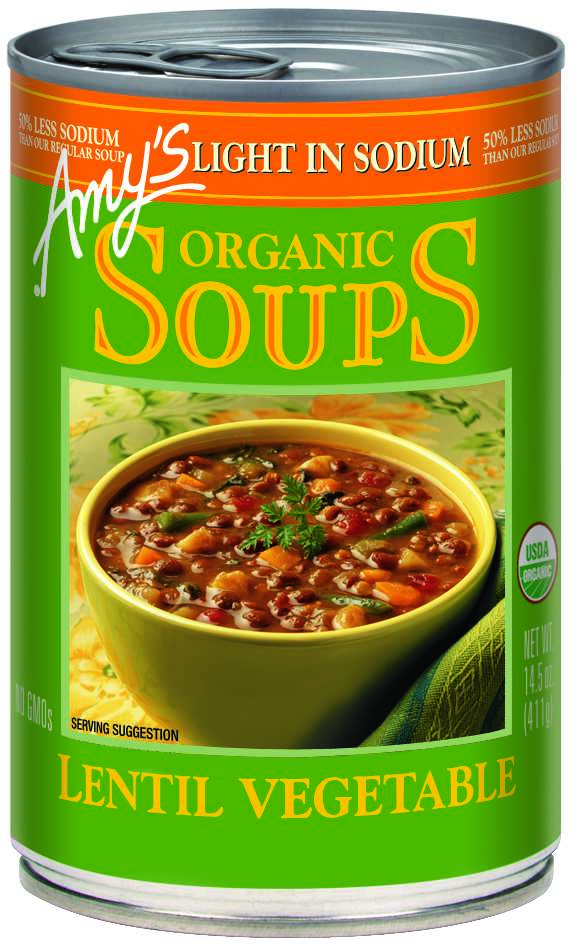 50% LESS SODIUM
THAN OUR REGULAR SOUP
Amy's
LIGHT IN SODIUM
50% LESS SODIUM
THAN OUR REGULAR
ORGANIC
SOUPS
USDA
ORGANIC
NO GMOs
NET WT.
14.5 oz
(411g)
SERVING SUGGESTION
LENTIL VEGETABLE